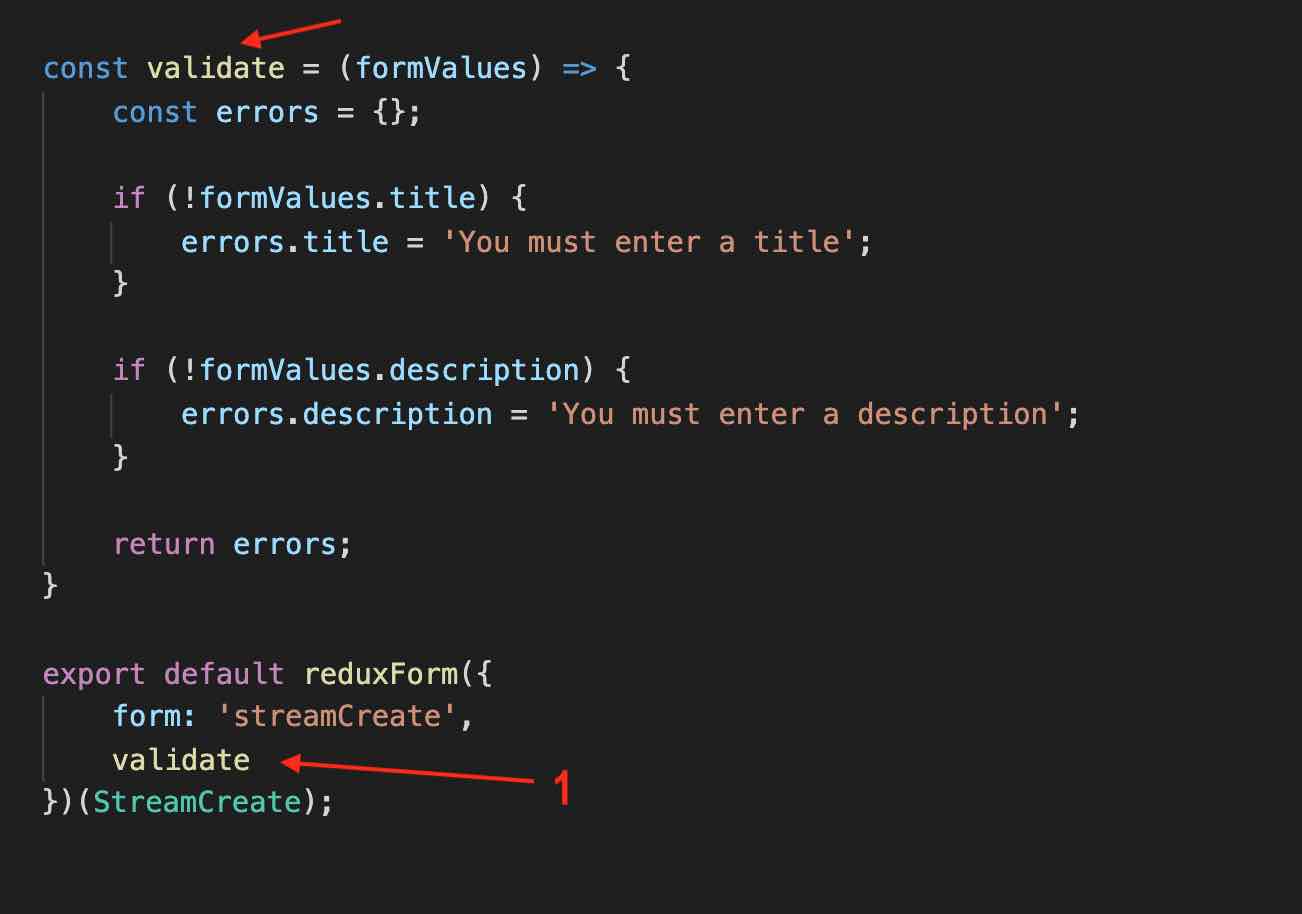 const validate = (formValues) => {
    const errors = {};
    if (!formValues.title) {
        errors.title = 'You must enter a title';
    }
    if (!formValues.description) {
        errors.description = 'You must enter a description';
    }
    return errors;
}
export default reduxForm({
    form: 'streamCreate',
    validate
1
})(StreamCreate);